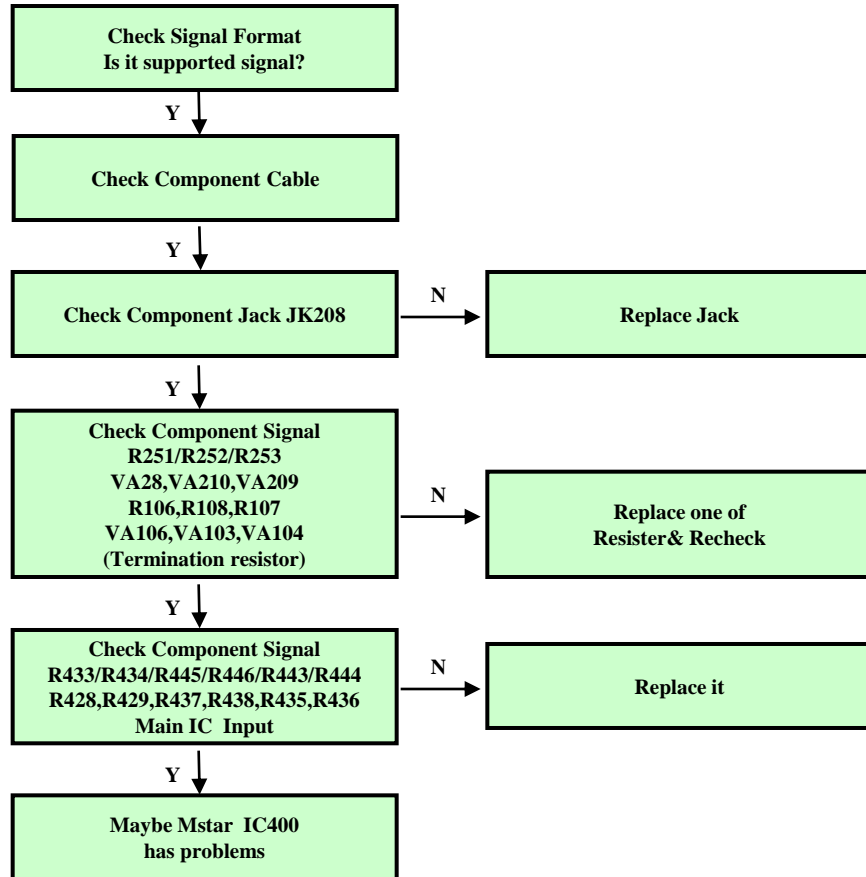 Check Signal Format
Is it supported signal?
Y
Check Component Cable
Y
Check Component Jack JK208
N
Replace Jack
Y
Check Component Signal
R251/R252/R253
VA28,VA210,VA209
R106,R108,R107
VA106,VA103,VA104
(Termination resistor)
N
Replace one of
Resister& Recheck
Y
Check Component Signal
R433/R434/R445/R446/R443/R444
R428,R429,R437,R438,R435,R436
Main IC Input
N
Replace it
Y
Maybe Mstar IC400
has problems